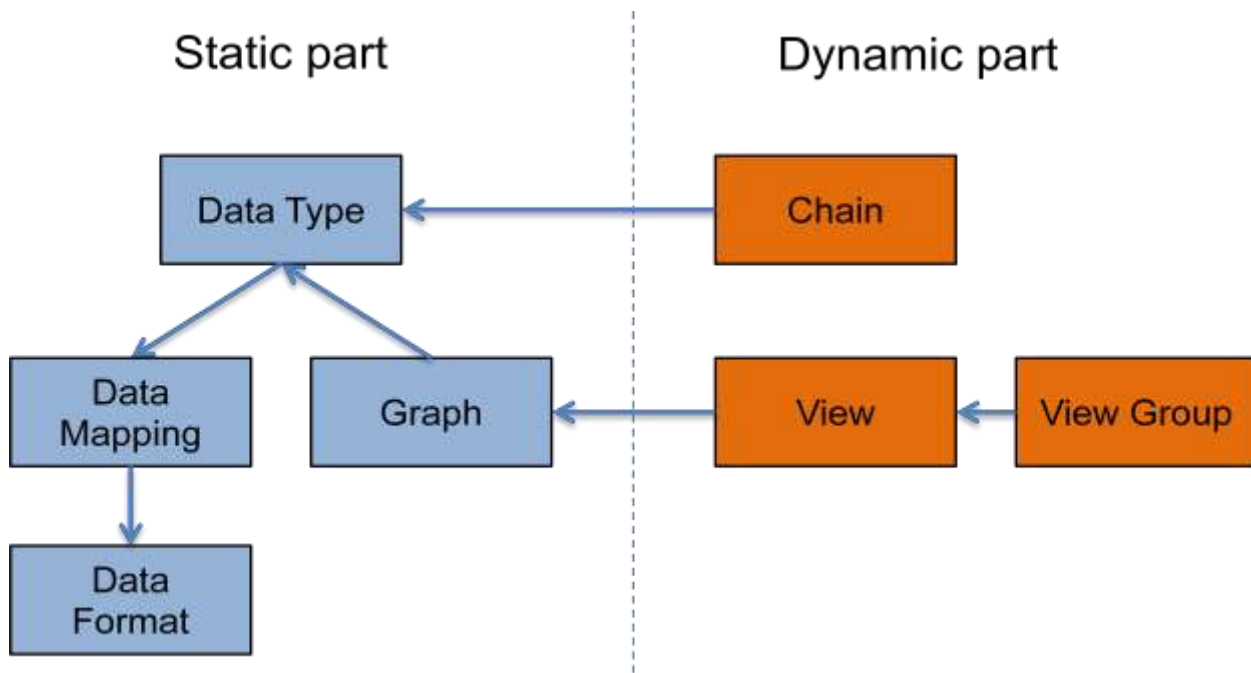 Static part
Dynamic part
Data Type
Chain
Data
Mapping
Graph
View
View Group
Data
Format